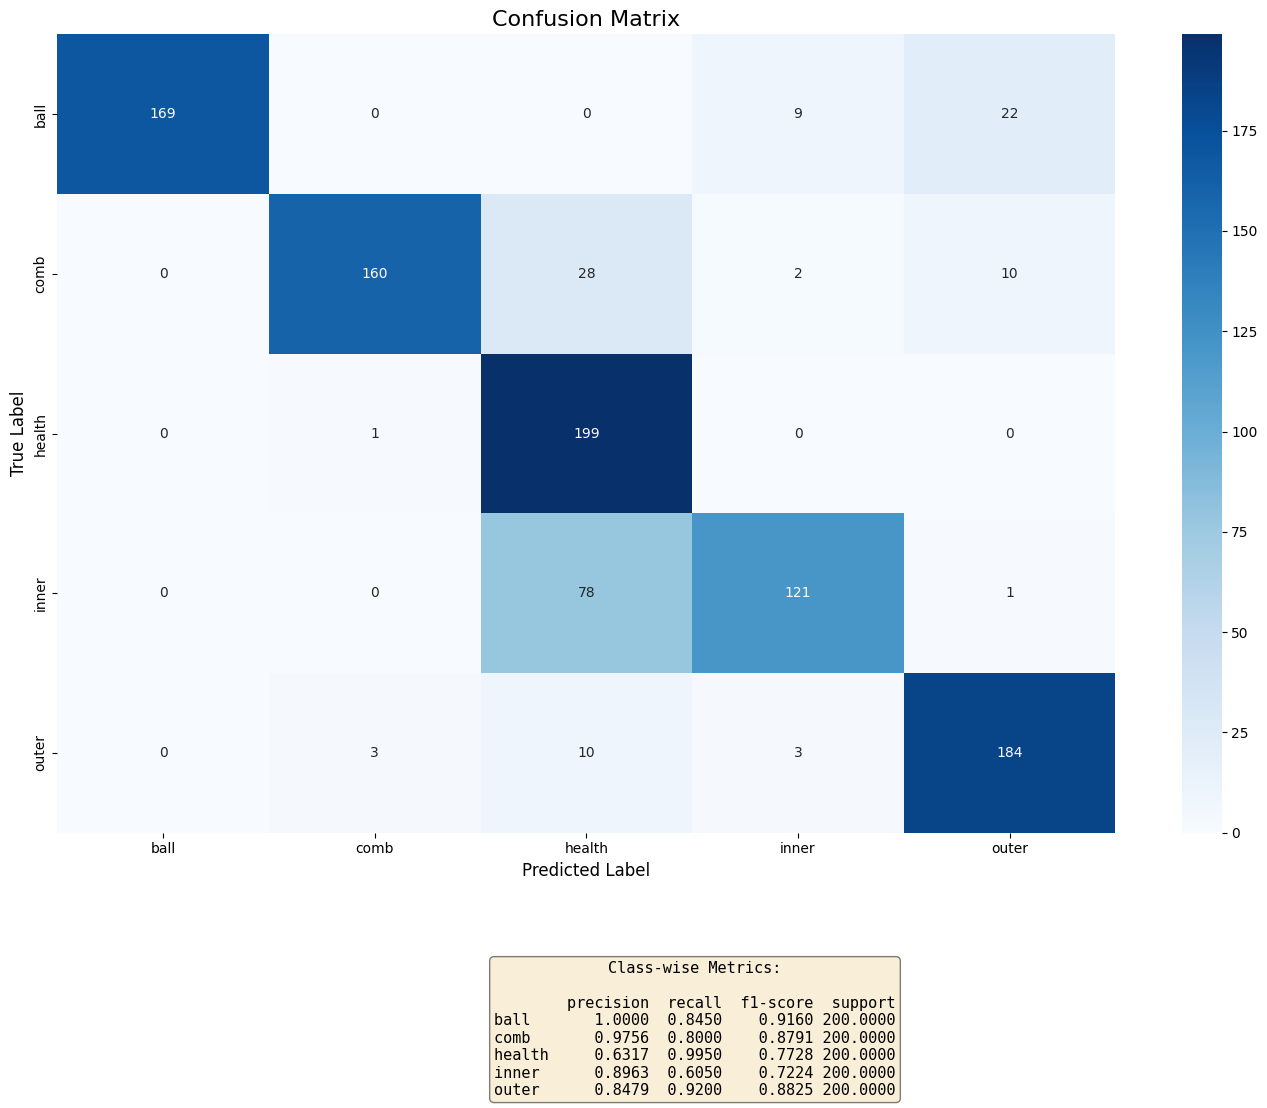 Confusion Matrix
True Label
ball 169 0 0 9 22
comb 0 160 28 2 10
health 0 1 199 0 0
inner 0 0 78 121 1
outer 0 3 10 3 184
ball comb health inner outer
Predicted Label
175
150
125
100
75
50
25
0
Class-wise Metrics:
precision recall f1-score support
ball 1.0000 0.8450 0.9160 200.0000
comb 0.9756 0.8000 0.8791 200.0000
health 0.6317 0.9950 0.7728 200.0000
inner 0.8963 0.6050 0.7224 200.0000
outer 0.8479 0.9200 0.8825 200.0000